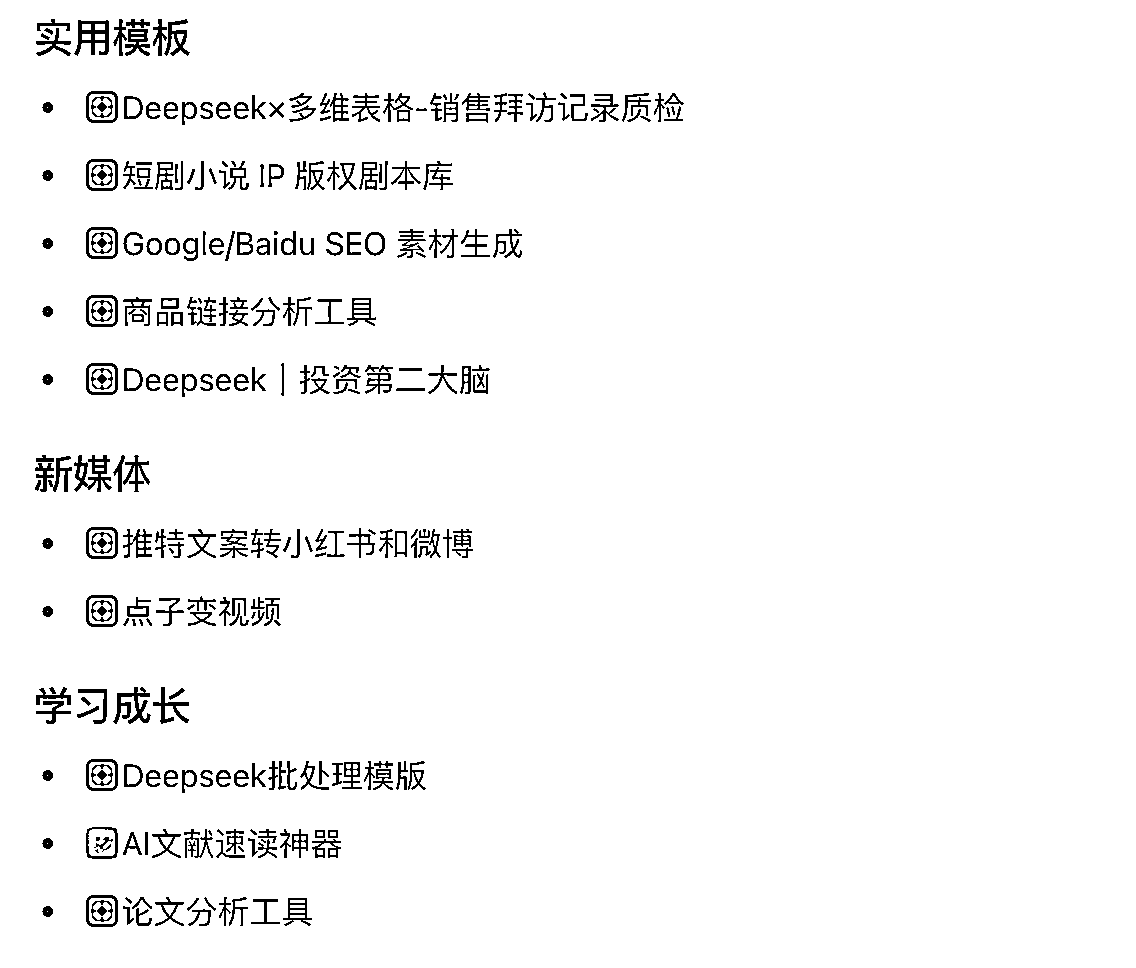 实用模板
Deepseek×多维表格-销售拜访记录质检
短剧小说 IP 版权剧本库
Google/Baidu SEO 素材生成
商品链接分析工具
Deepseek｜投资第二大脑
新媒体
推特文案转小红书和微博
点子变视频
学习成长
Deepseek批处理模版
AI文献速读神器
论文分析工具